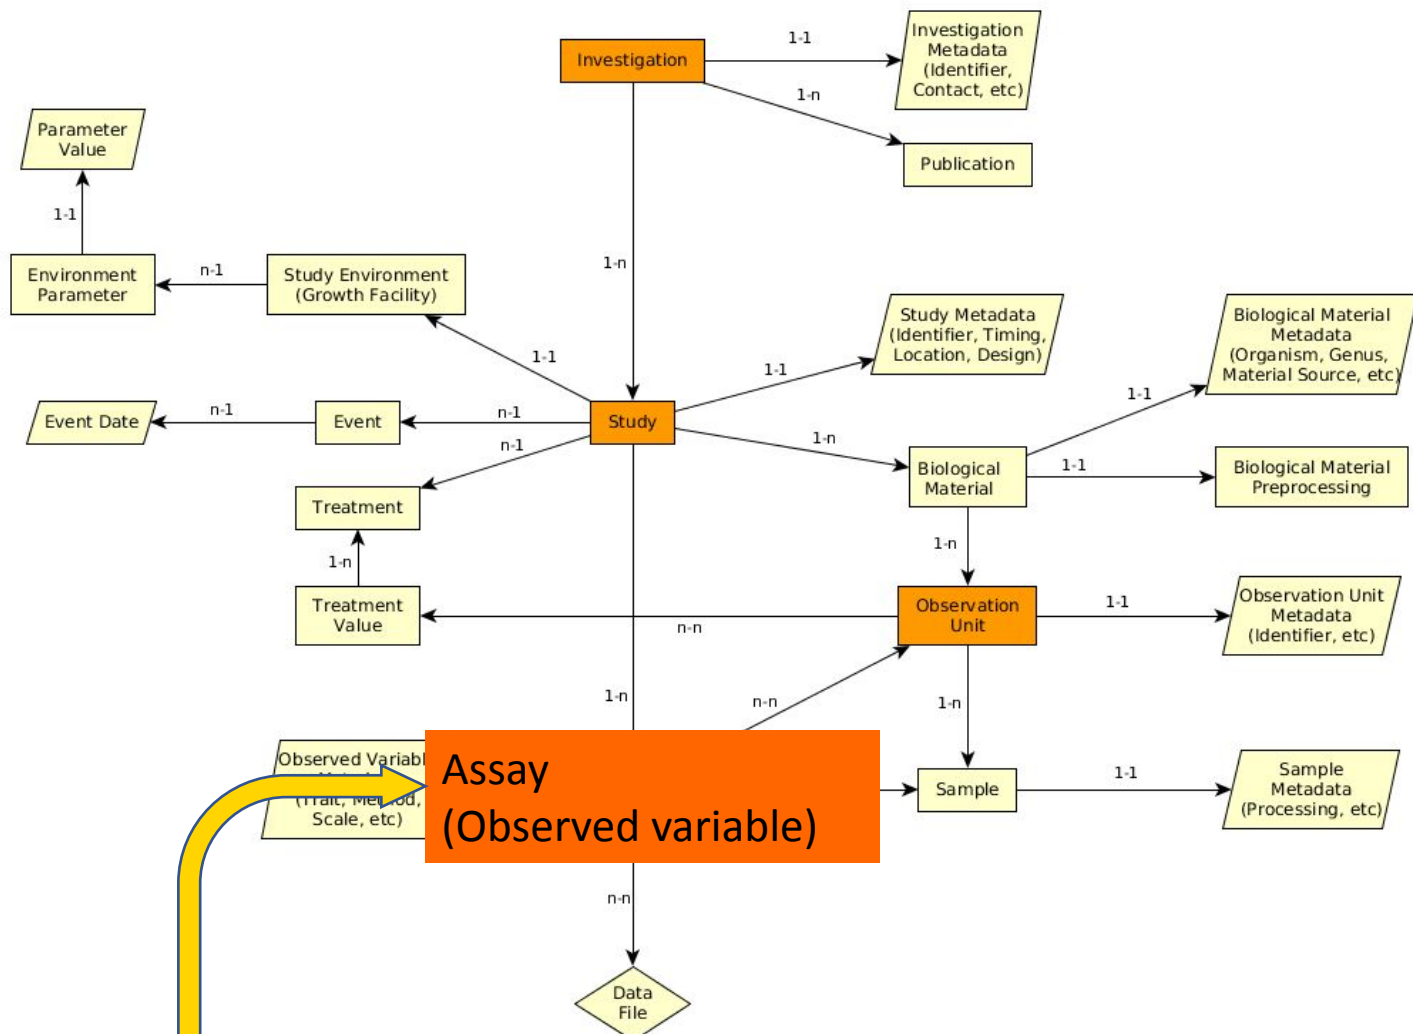 Investigation
1-1
Investigation
Metadata
(Identifier,
Contact, etc)
1-n
Publication
Parameter
Value
1-1
1-n
Environment
Parameter
n-1
Study Environment
(Growth Facility)
1-1
Study Metadata
(Identifier, Timing,
Location, Design)
1-1
Biological Material
Metadata
(Organism, Genus,
Material Source, etc)
1-1
Event Date
n-1
Event
n-1
Study
n-1
1-n
Biological
Material
1-1
Biological Material
Preprocessing
Treatment
1-n
1-n
Treatment
Value
n-n
Observation
Unit
1-1
Observation Unit
Metadata
(Identifier, etc)
1-n
n-n
1-n
Observed Variabl
(Trait, Method,
Scale, etc)
Assay
(Observed variable)
Sample
1-1
Sample
Metadata
(Processing, etc)
n-n
Data
File